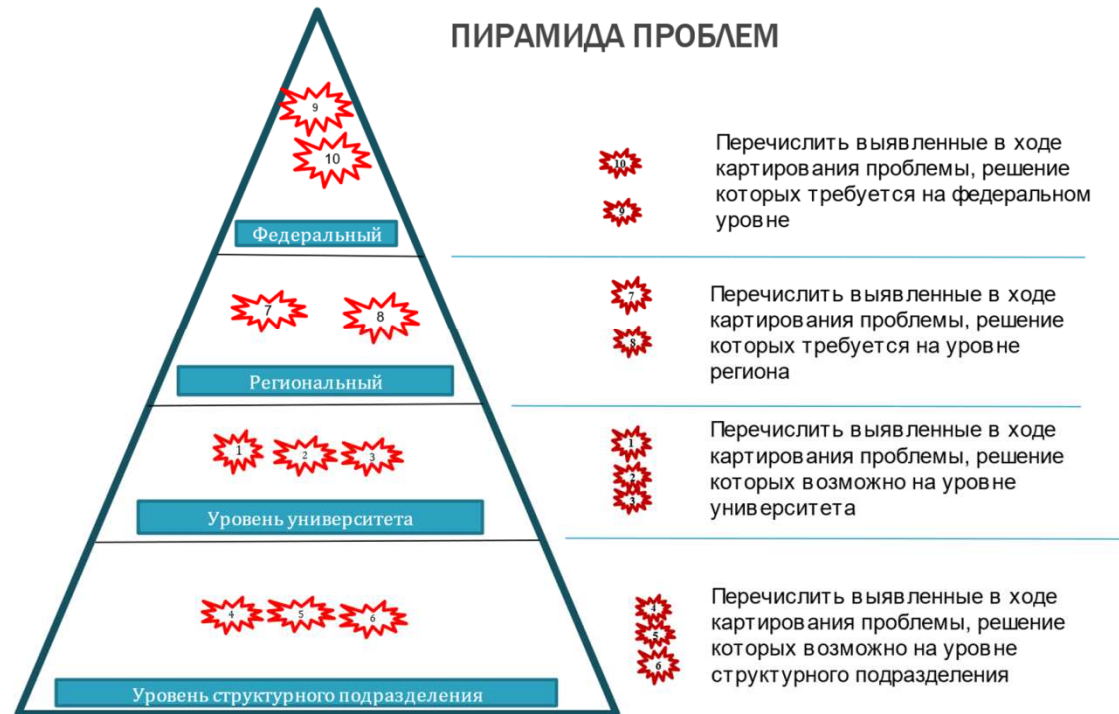 ПИРАМИДА ПРОБЛЕМ
9
10
Федеральный
10
9
Перечислить выявленные в ходе
картирования проблемы, решение
которых требуется на федеральном
уровне
7
8
Региональный
7
8
Перечислить выявленные в ходе
картирования проблемы, решение
которых требуется на уровне
региона
1
2
3
Уровень университета
1
2
3
Перечислить выявленные в ходе
картирования проблемы, решение
которых возможно на уровне
университета
4
5
6
Уровень структурного подразделения
4
5
6
Перечислить выявленные в ходе
картирования проблемы, решение
которых возможно на уровне
структурного подразделения